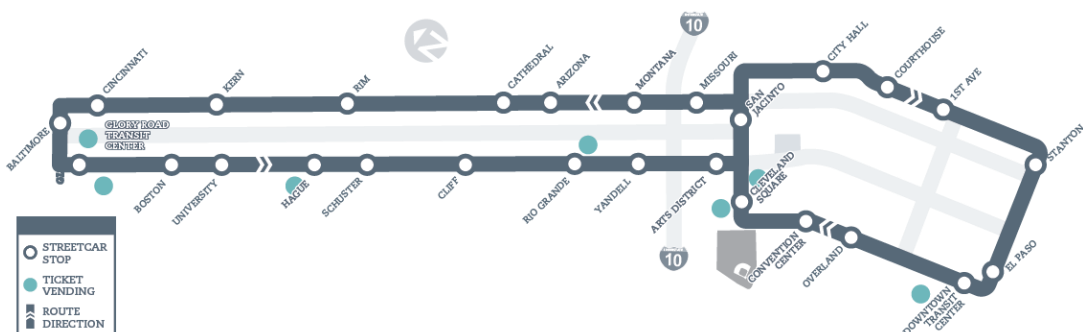 10
CINCINNATI
KERN
RIM
CATHEDRAL
ARIZONA
MONTANA
MISSOURI
CITY HALL
COURTHOUSE
1ST AVE
SAN
JACINTO
BALTIMORE
GLORY ROAD
TRANSIT
CENTER
STANTON
BOSTON
UNIVERSITY
HAGUE
SCHUSTER
CLIFF
RIO GRANDE
YANDELL
ARTS DISTRICT
CLEVELAND
SQUARE
CONVENTION
CENTER
OVERLAND
EL PASO
DOWNTOWN
TRANSIT
CENTER
10
STREETCAR
STOP
TICKET
VENDING
ROUTE
DIRECTION